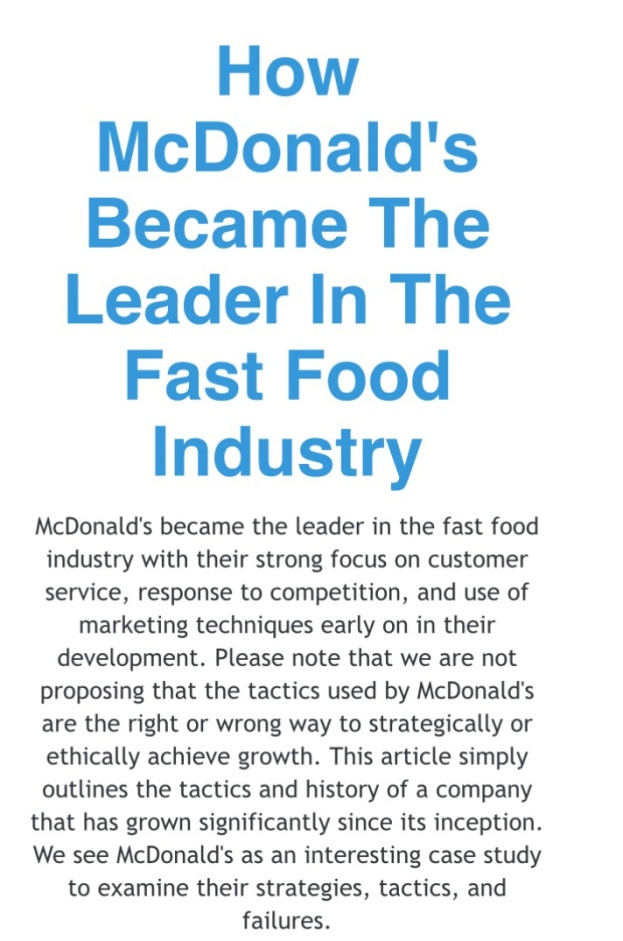 How
McDonald's
Became The
Leader In The
Fast Food
Industry
McDonald's became the leader in the fast food
industry with their strong focus on customer
service, response to competition, and use of
marketing techniques early on in their
development. Please note that we are not
proposing that the tactics used by McDonald's
are the right or wrong way to strategically or
ethically achieve growth. This article simply
outlines the tactics and history of a company
that has grown significantly since its inception.
We see McDonald's as an interesting case study
to examine their strategies, tactics, and
failures.